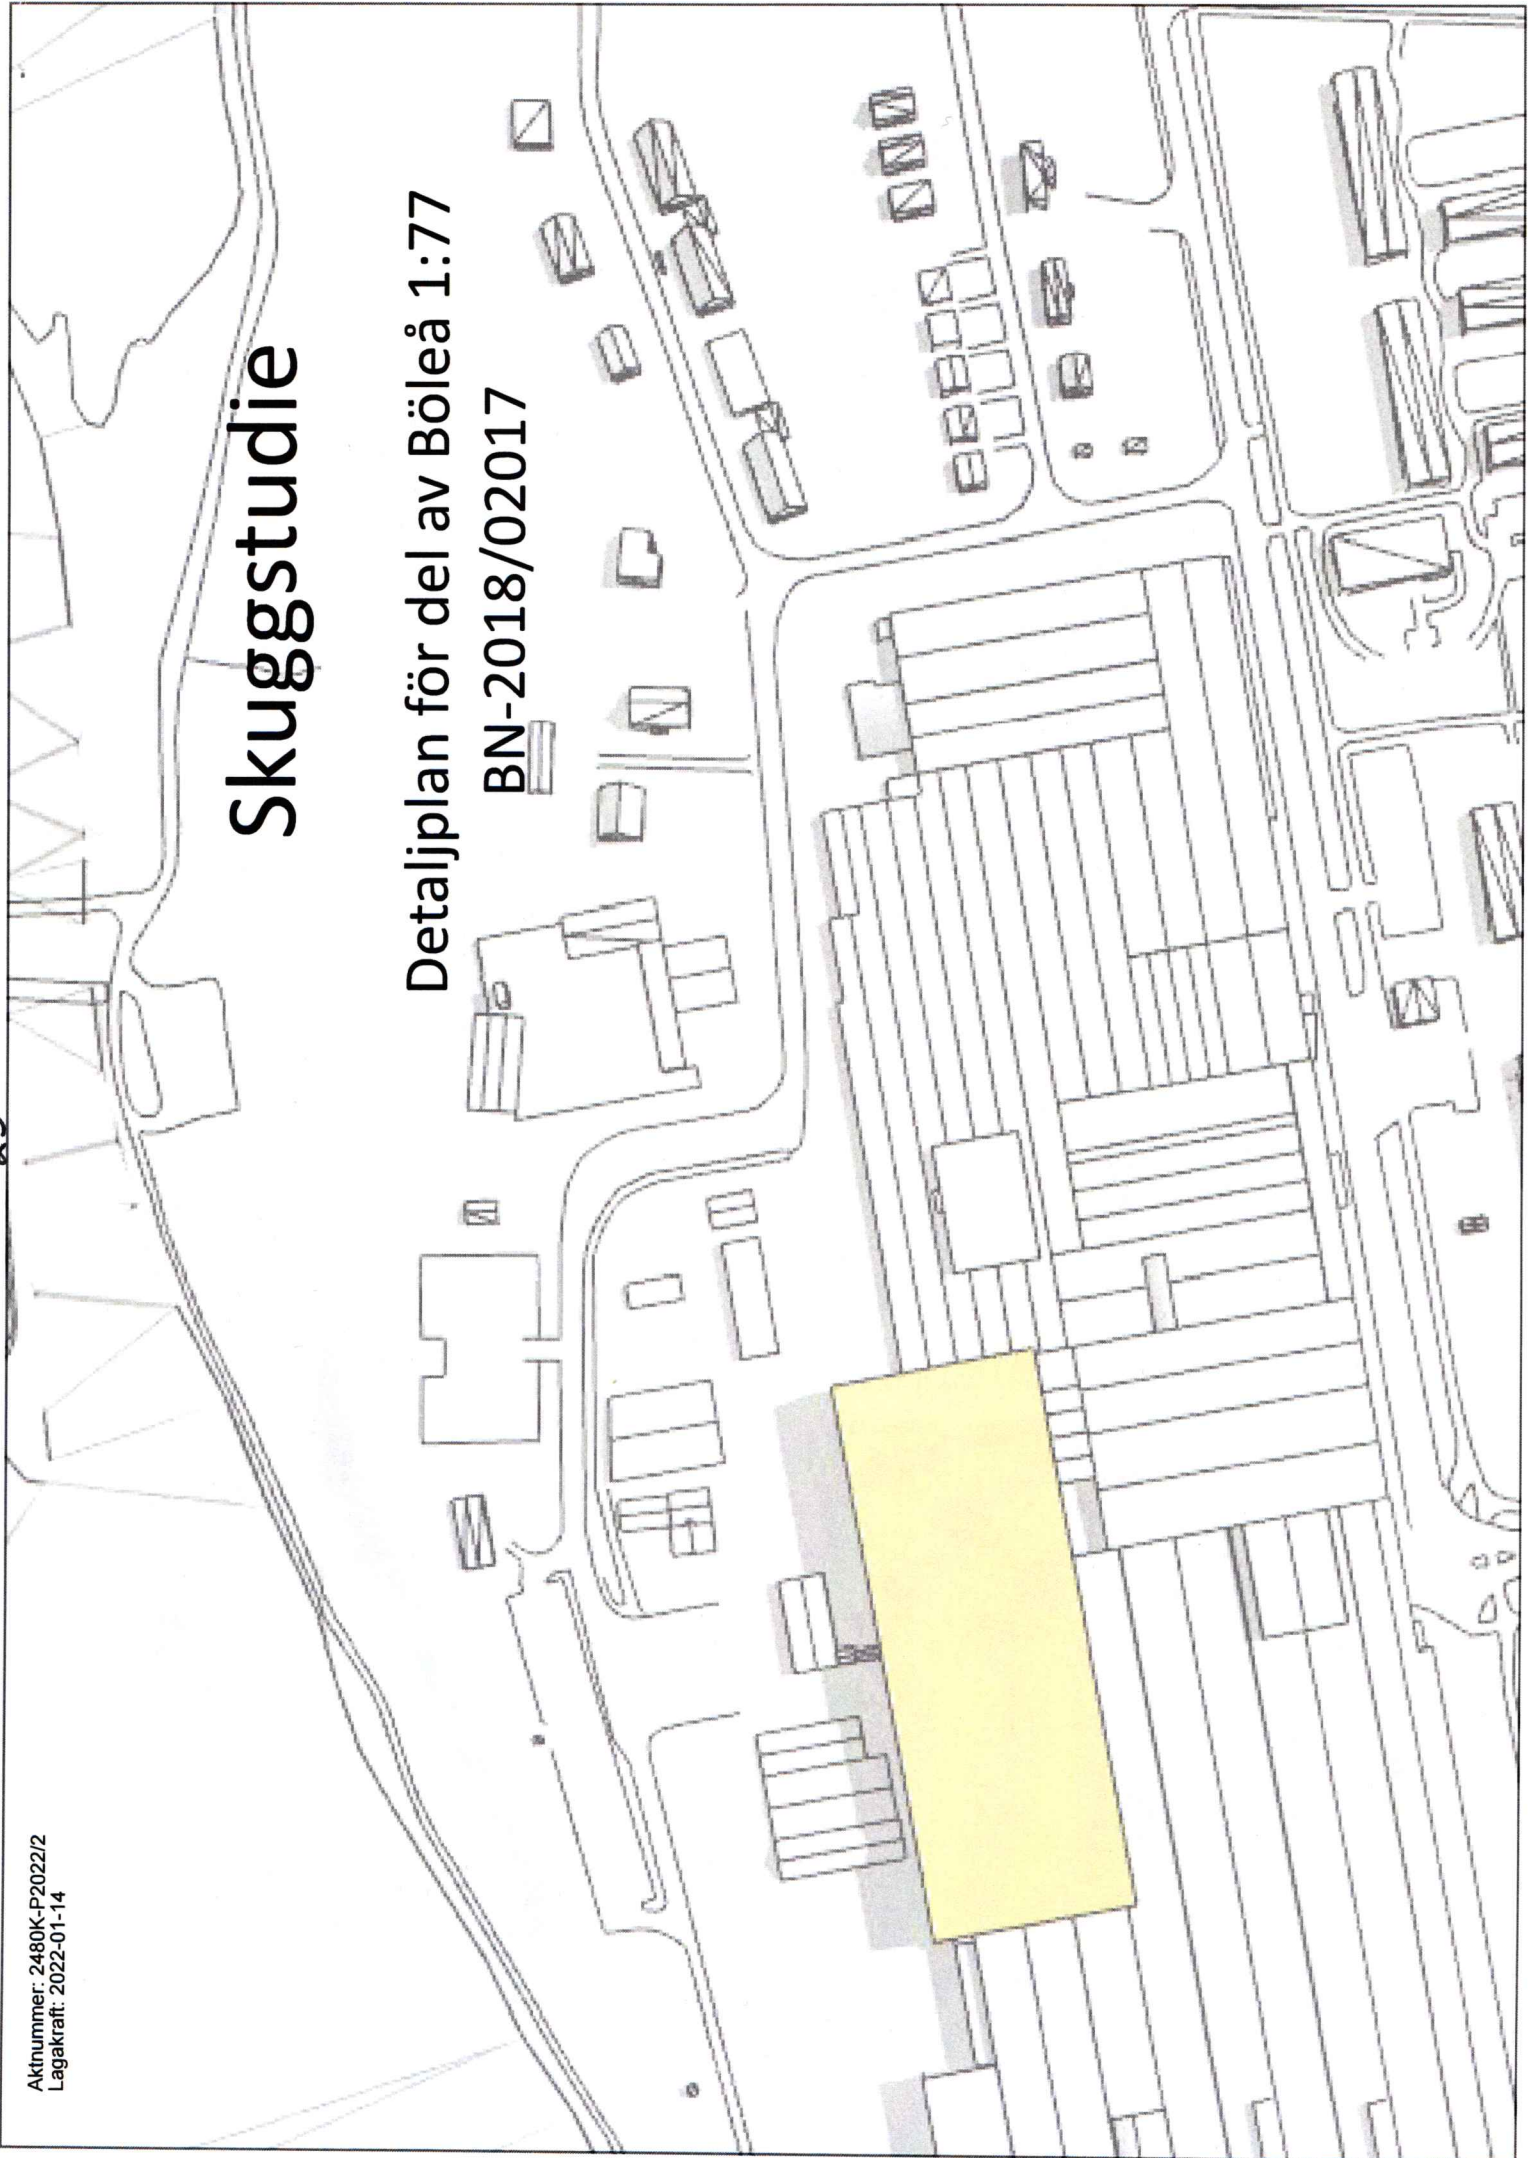 Aktnummer: 2480K-P2022/2
Lagakraft: 2022-01-14
Skuggstudie
Detaljplan för del av Böleå 1:77
BN-2018/02017